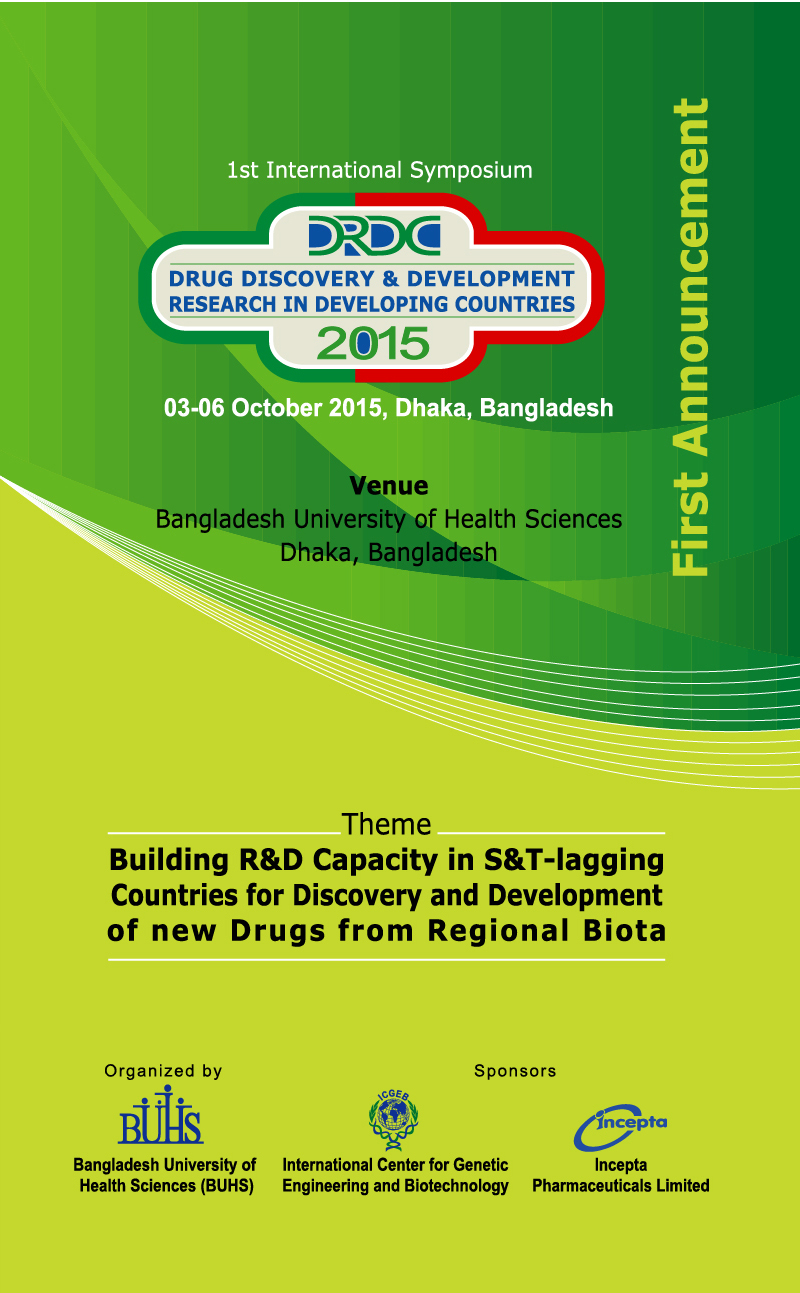 First Announcement
1st International Symposium
DRDC
DRUG DISCOVERY & DEVELOPMENT
RESEARCH IN DEVELOPING COUNTRIES
2015
03-06 October 2015, Dhaka, Bangladesh
Venue
Bangladesh University of Health Sciences
Dhaka, Bangladesh
Theme
Building R&D Capacity in S&T-lagging
Countries for Discovery and Development
of new Drugs from Regional Biota
Organized by
BUHS
Bangladesh University of
Health Sciences (BUHS)
Sponsors
ICGEB
International Center for Genetic
Engineering and Biotechnology
incepta
Incepta
Pharmaceuticals Limited